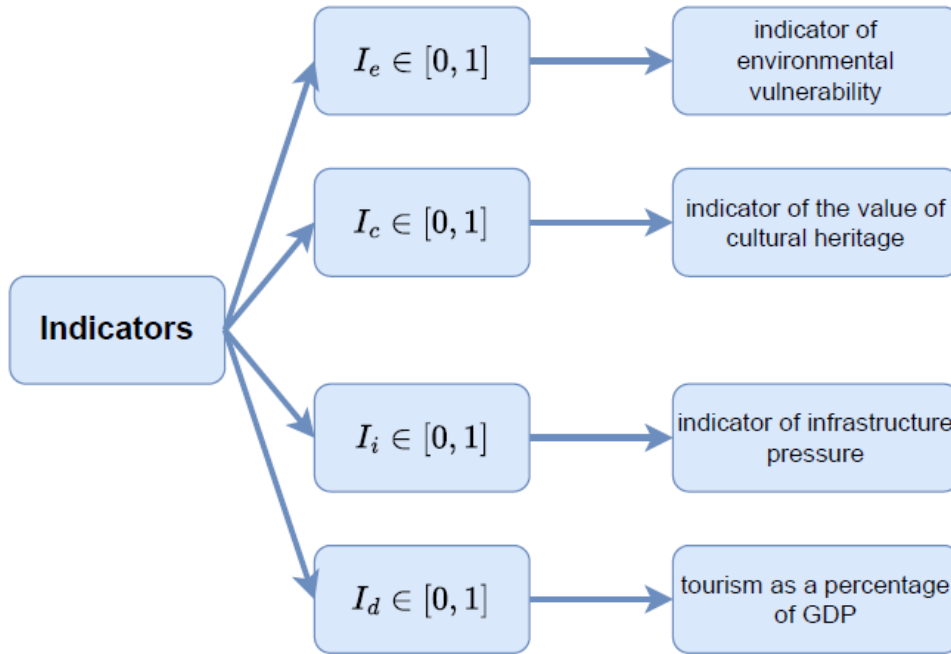 Indicators
I_e ∈ [0, 1]
indicator of
environmental
vulnerability
I_c ∈ [0, 1]
indicator of the value of
cultural heritage
I_i ∈ [0, 1]
indicator of infrastructure
pressure
I_d ∈ [0, 1]
tourism as a percentage
of GDP